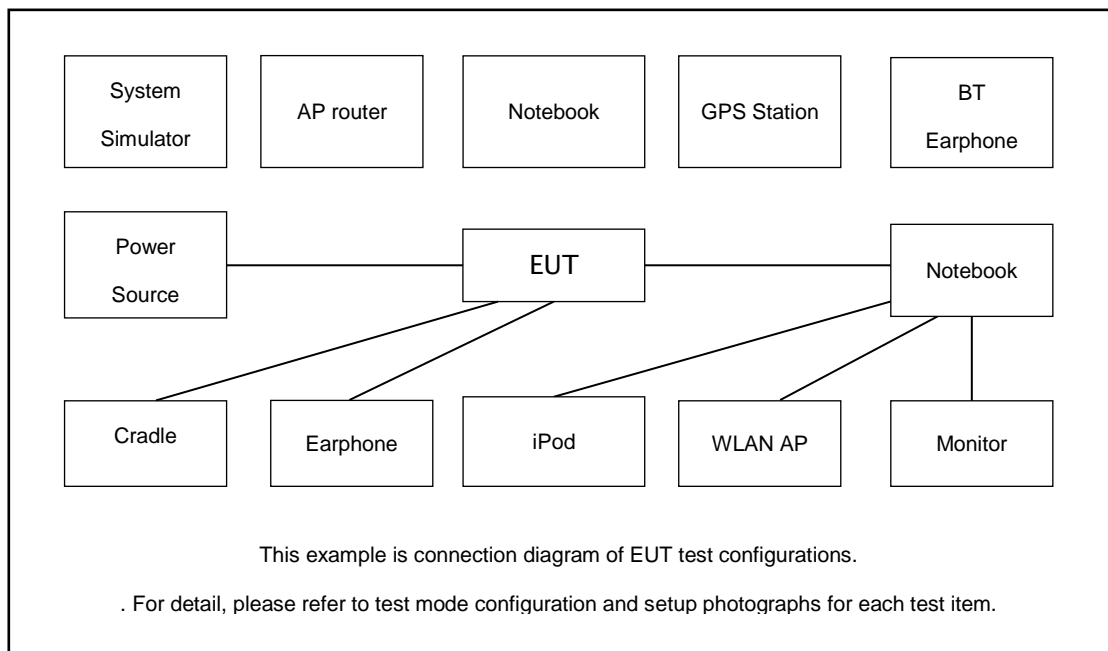 System
Simulator
AP router
Notebook
GPS Station
BT
Earphone
Power
Source
EUT
Notebook
Cradle
Earphone
iPod
WLAN AP
Monitor
This example is connection diagram of EUT test configurations.
. For detail, please refer to test mode configuration and setup photographs for each test item.